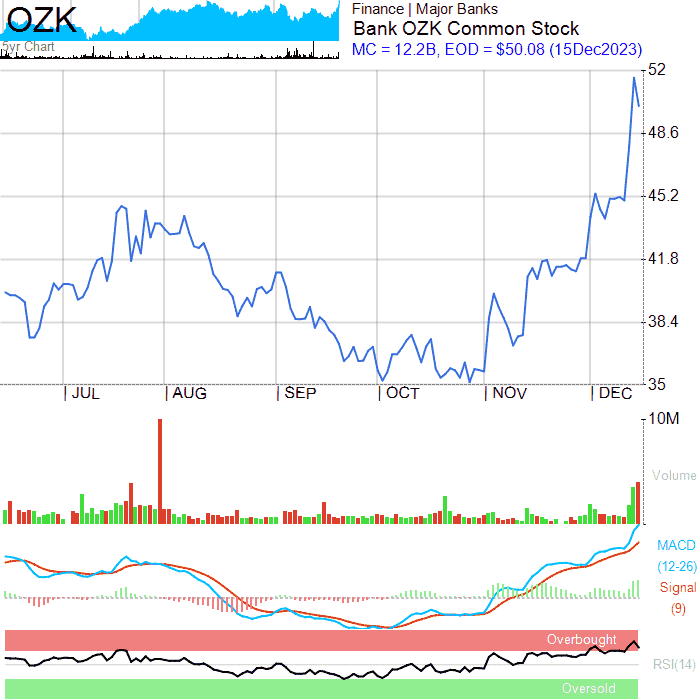 OZK
5yr Chart
Finance | Major Banks
Bank OZK Common Stock
MC = 12.2B, EOD = $50.08 (15Dec2023)
52
48.6
45.2
41.8
38.4
35
JUL AUG SEP OCT NOV DEC
10M
Volume
MACD
(12-26)
Signal
(9)
Overbought
RSI(14)
Oversold